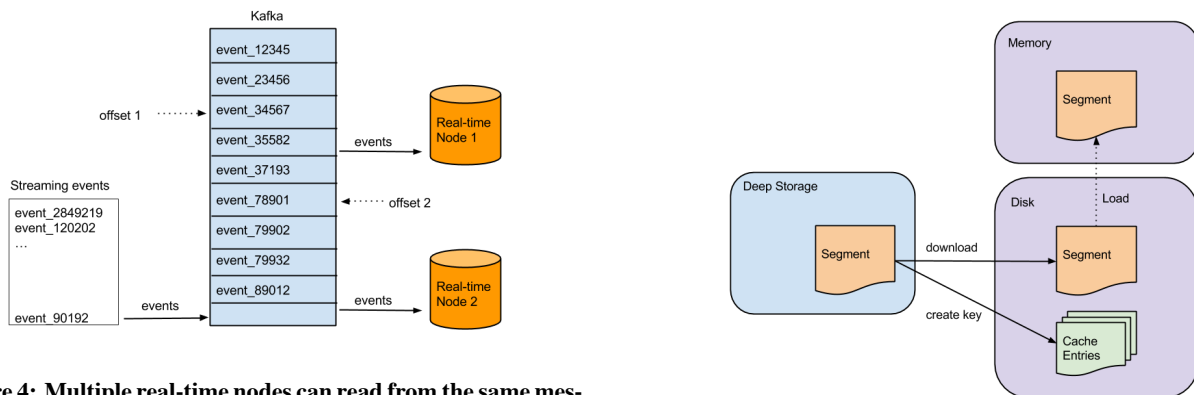 Kafka
event_12345
event_23456
event_34567
event_35582
event_37193
event_78901
event_79902
event_79932
event_89012
offset 1
offset 2
Streaming events
event_2849219
event_120202
...
event_90192
events
events
Real-time
Node 1
events
Real-time
Node 2
re 4: Multiple real-time nodes can read from the same mes-
Memory
Segment
Deep Storage
Segment
Disk
Load
download
Segment
create key
Cache
Entries